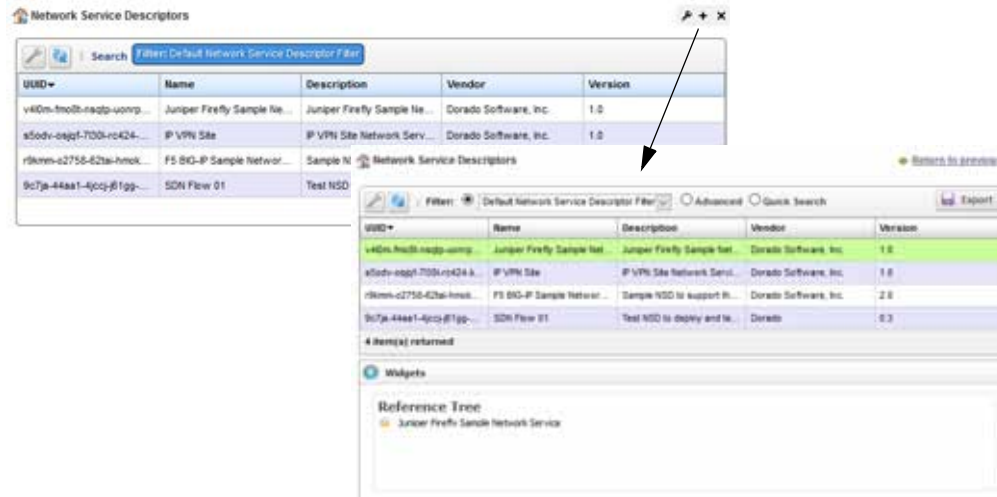 Network Service Descriptors
Search Filter: Default Network Service Descriptor Filter
UUID Name Description Vendor Version
Juniper Firefly Sample Ne... Juniper Firefly Sample Ne... Dorado Software, Inc. 1.0
IP VPN Site IP VPN Site Network Serv... Dorado Software, Inc. 1.0
F5 BIG-IP Sample Networ... Sample N
SDN Flow 01 Test NSD
Network Service Descriptors Return to previous
Filter: Default Network Service Descriptor Filter Advanced Quick Search Export
UUID Name Description Vendor Version
Juniper Firefly Sample Net... Juniper Firefly Sample Net... Dorado Software, Inc. 1.0
IP VPN Site IP VPN Site Network Servi... Dorado Software, Inc. 1.0
F5 BIG-IP Sample Networ... Sample NSD to support th... Dorado Software, Inc. 2.0
SDN Flow 01 Test NSD to deploy and te... Dorado 0.3
4 item(s) returned
Widgets
Reference Tree
Juniper Firefly Sample Network Service